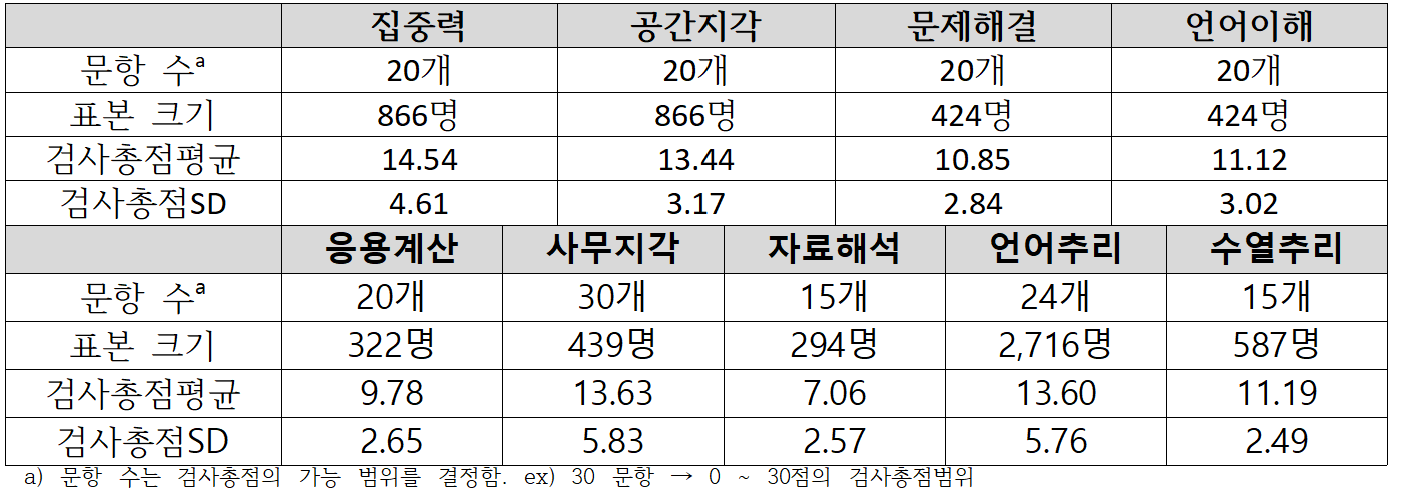 집중력 공간지각 문제해결 언어이해
문항 수a 20개 20개 20개 20개
표본 크기 866명 866명 424명 424명
검사총점평균 14.54 13.44 10.85 11.12
검사총점SD 4.61 3.17 2.84 3.02
응용계산 사무지각 자료해석 언어추리 수열추리
문항 수a 20개 30개 15개 24개 15개
표본 크기 322명 439명 294명 2,716명 587명
검사총점평균 9.78 13.63 7.06 13.60 11.19
검사총점SD 2.65 5.83 2.57 5.76 2.49
a) 문항 수는 검사총점의 가능 범위를 결정함. ex) 30 문항 → 0 ~ 30점의 검사총점범위